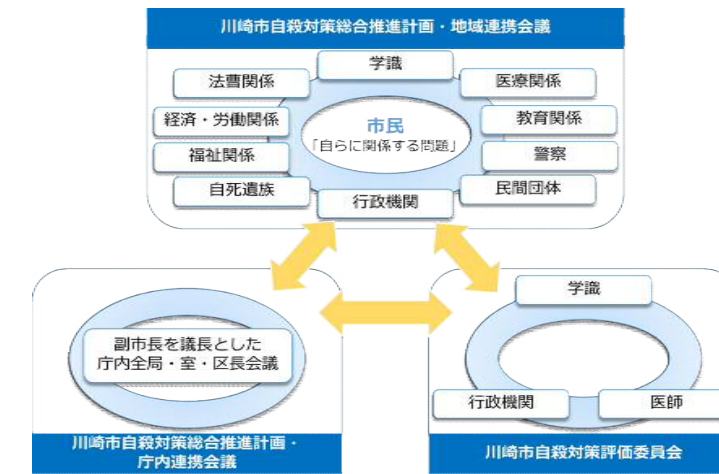 川崎市自殺対策総合推進計画・地域連携会議
学識
法曹関係
医療関係
経済・労働関係
教育関係
市民
「自らに関係する問題」
福祉関係
警察
自死遺族
民間団体
行政機関
副市長を議長とした
庁内全局・室・区長会議
川崎市自殺対策総合推進計画・
庁内連携会議
学識
行政機関
医師
川崎市自殺対策評価委員会